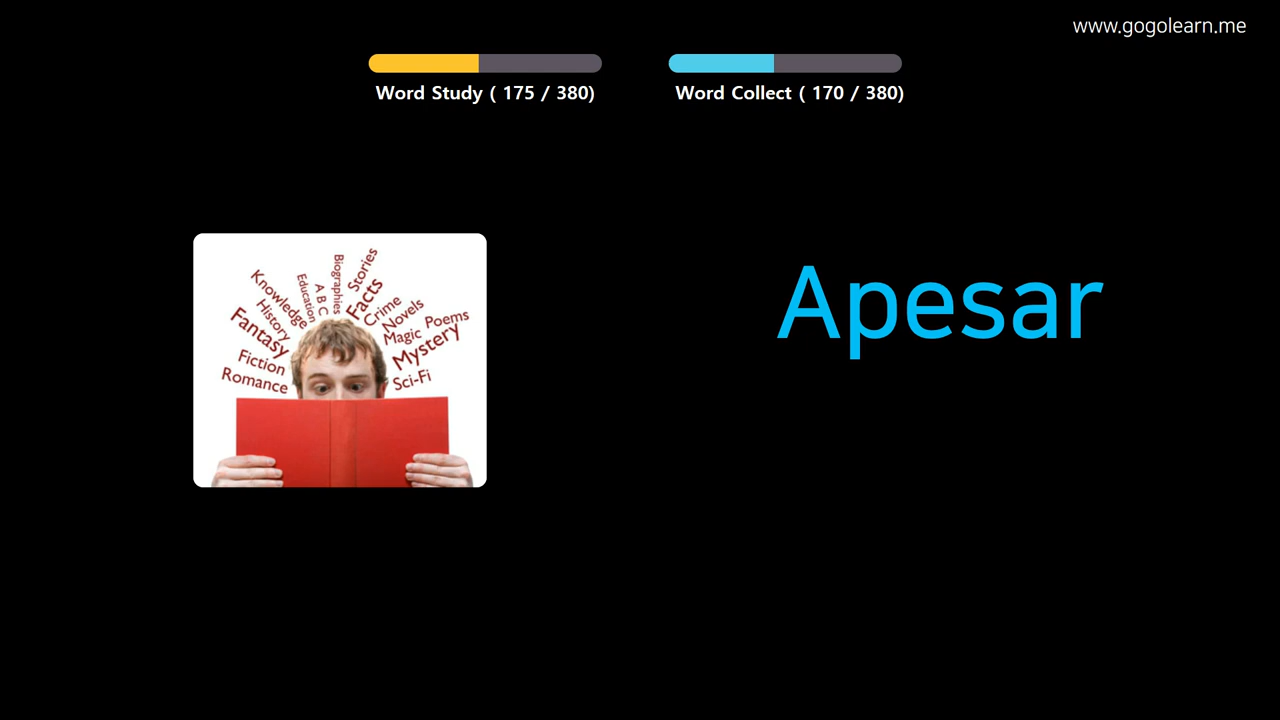 www.gogolearn.me
Word Study ( 175 / 380)
Word Collect ( 170 / 380)
Apesar
Stories
Biographies
Facts
A B C
Education
Knowledge
Crime
History
Novels
Poems
Fantasy
Magic
Mystery
Fiction
Romance
Sci-Fi